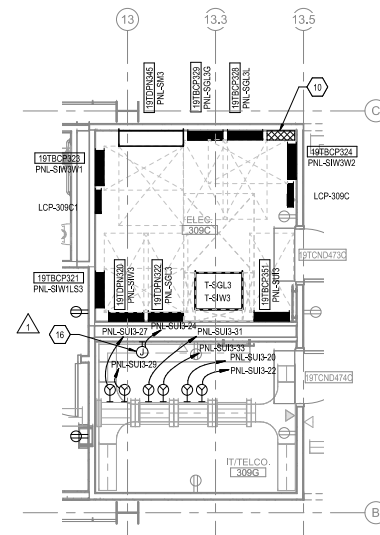 13
13.3
13.5
19TDPN345
PNL-SM3
19TBCP329
PNL-SGL3G
19TBCP328
PNL-SGL3L
10
C
19TBCP323
PNL-SIW3W1
19TBCP324
PNL-SIW3W2
LCP-309C1
LCP-309C
ELEC.
309C
19TCND473C
19TBCP321
PNL-SIW1LS3
19TDPN320
PNL-SIW3
19TDPN322
PNL-SGL3
T-SGL3
T-SIW3
19TBCP351
PNL-SUI3
1
16
J
PNL-SUI3-24
PNL-SUI3-27
PNL-SUI3-31
PNL-SUI3-33
PNL-SUI3-29
PNL-SUI3-20
PNL-SUI3-22
19TCND474C
IT/TELCO.
309G
B